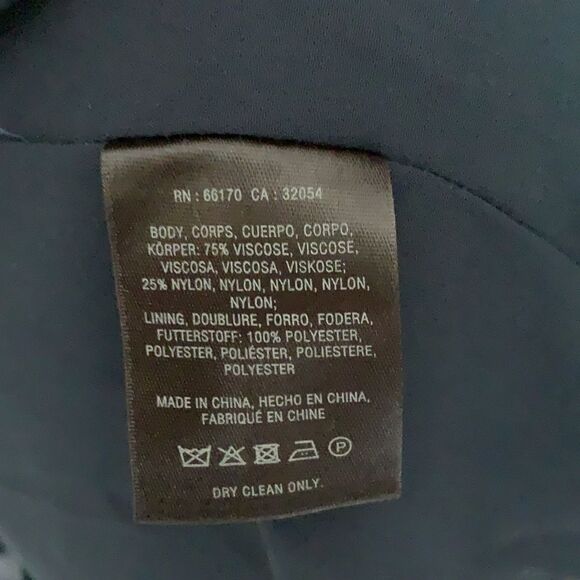 RN : 66170 CA : 32054
BODY, CORPS, CUERPO, CORPO,
KÖRPER: 75% VISCOSE, VISCOSE,
VISCOSA, VISCOSA, VISKOSE;
25% NYLON, NYLON, NYLON, NYLON,
NYLON;
LINING, DOUBLURE, FORRO, FODERA,
FUTTERSTOFF: 100% POLYESTER,
POLYESTER, POLIÉSTER, POLIESTERE,
POLYESTER
MADE IN CHINA, HECHO EN CHINA,
FABRIQUÉ EN CHINE
P
DRY CLEAN ONLY.